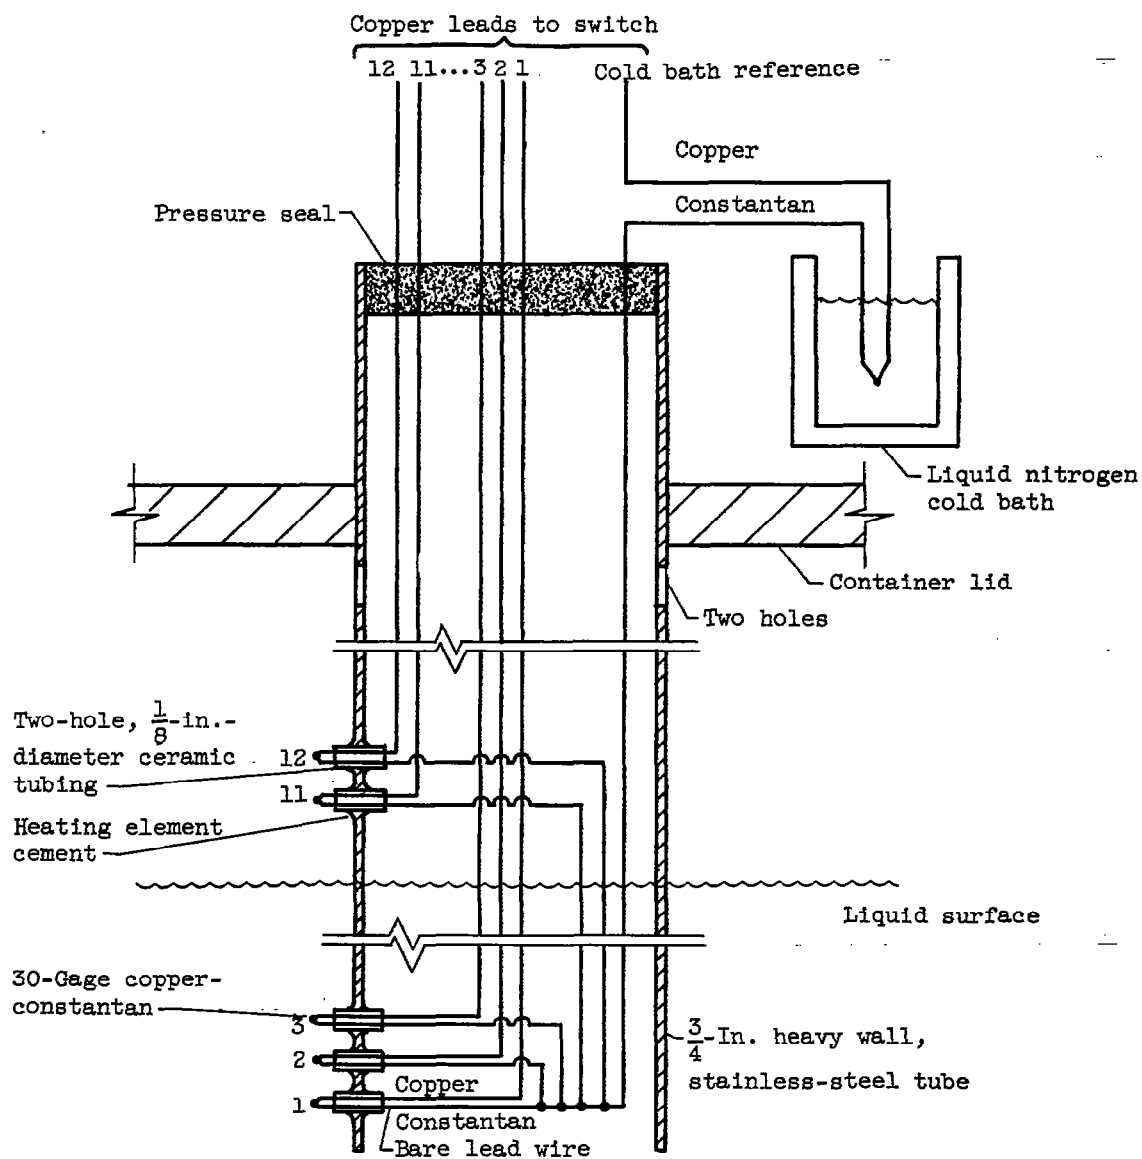 Copper leads to switch
12 11...3 2 1
Cold bath reference
Copper
Constantan
Pressure seal
Liquid nitrogen
cold bath
Container lid
Two holes
Two-hole, 1/8-in.-
diameter ceramic
tubing
12
11
Heating element
cement
Liquid surface
30-Gage copper-
constantan
3
2
1
3/4-In. heavy wall,
stainless-steel tube
Copper
Constantan
Bare lead wire